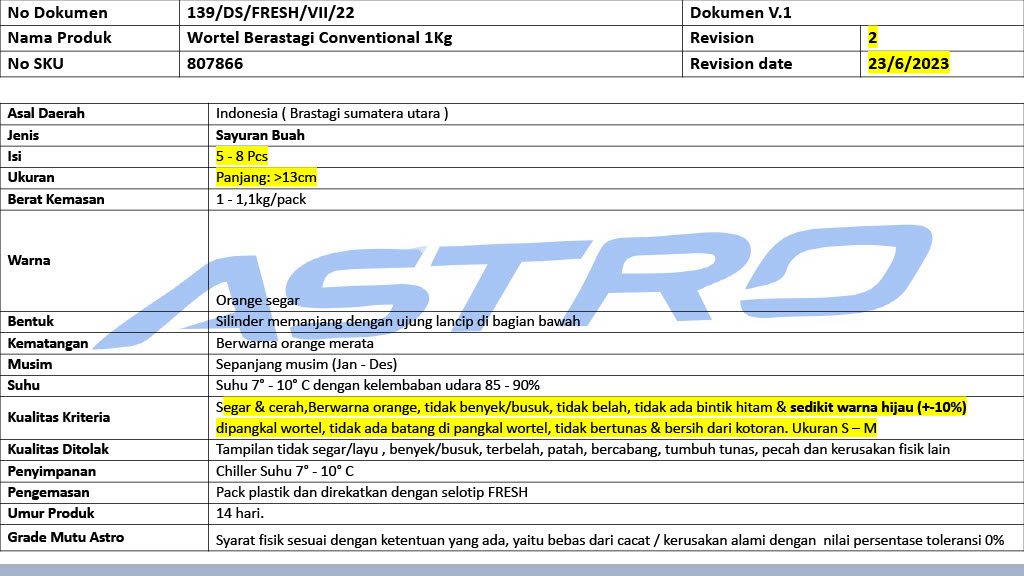 No Dokumen 139/DS/FRESH/VII/22 Dokumen V.1
Nama Produk Wortel Berastagi Conventional 1Kg Revision 2
No SKU 807866 Revision date 23/6/2023
Asal Daerah Indonesia ( Brastagi sumatera utara )
Jenis Sayuran Buah
Isi 5 - 8 Pcs
Ukuran Panjang: >13cm
Berat Kemasan 1 - 1,1kg/pack
ASTRO
Warna Orange segar
Bentuk Silinder memanjang dengan ujung lancip di bagian bawah
Kematangan Berwarna orange merata
Musim Sepanjang musim (Jan - Des)
Suhu Suhu 7° - 10° C dengan kelembaban udara 85 - 90%
Kualitas Kriteria Segar & cerah,Berwarna orange, tidak benyek/busuk, tidak belah, tidak ada bintik hitam & sedikit warna hijau (+-10%)
dipangkal wortel, tidak ada batang di pangkal wortel, tidak bertunas & bersih dari kotoran. Ukuran S – M
Kualitas Ditolak Tampilan tidak segar/layu , benyek/busuk, terbelah, patah, bercabang, tumbuh tunas, pecah dan kerusakan fisik lain
Penyimpanan Chiller Suhu 7° - 10° C
Pengemasan Pack plastik dan direkatkan dengan selotip FRESH
Umur Produk 14 hari.
Grade Mutu Astro Syarat fisik sesuai dengan ketentuan yang ada, yaitu bebas dari cacat / kerusakan alami dengan nilai persentase toleransi 0%